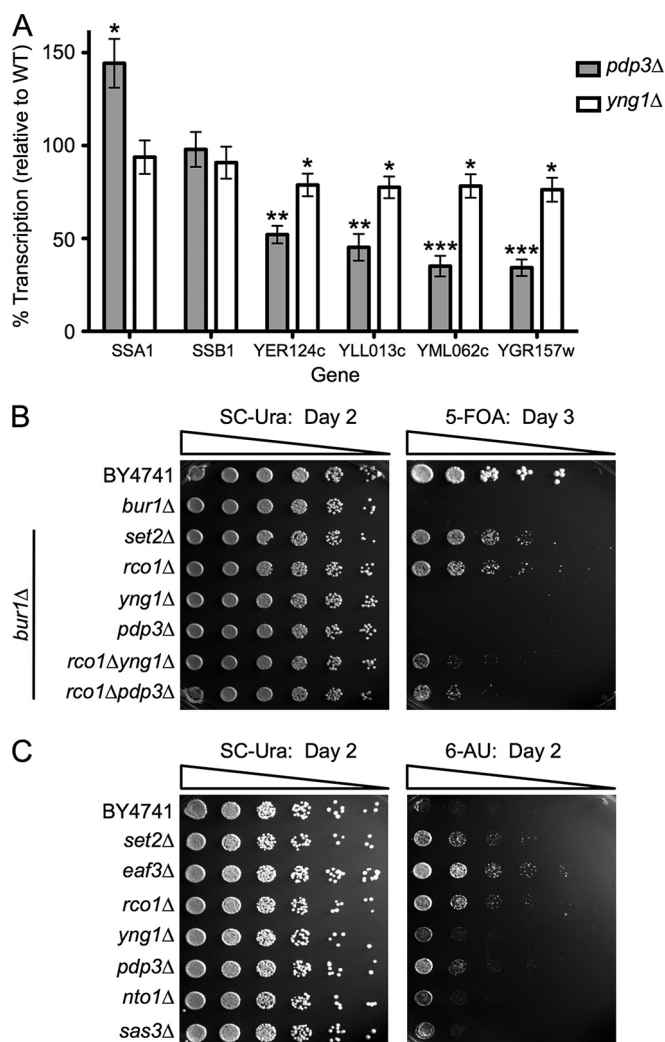 A
% Transcription (relative to WT)
150
100
50
0
*
**
*
**
*
***
*
***
*
pdp3Δ
yng1Δ
SSA1 SSB1 YER124c YLL013c YML062c YGR157w
Gene
B
SC-Ura: Day 2 5-FOA: Day 3
BY4741
bur1Δ
bur1Δ
set2Δ
rco1Δ
yng1Δ
pdp3Δ
rco1Δyng1Δ
rco1Δpdp3Δ
C
SC-Ura: Day 2 6-AU: Day 2
BY4741
set2Δ
eaf3Δ
rco1Δ
yng1Δ
pdp3Δ
nto1Δ
sas3Δ